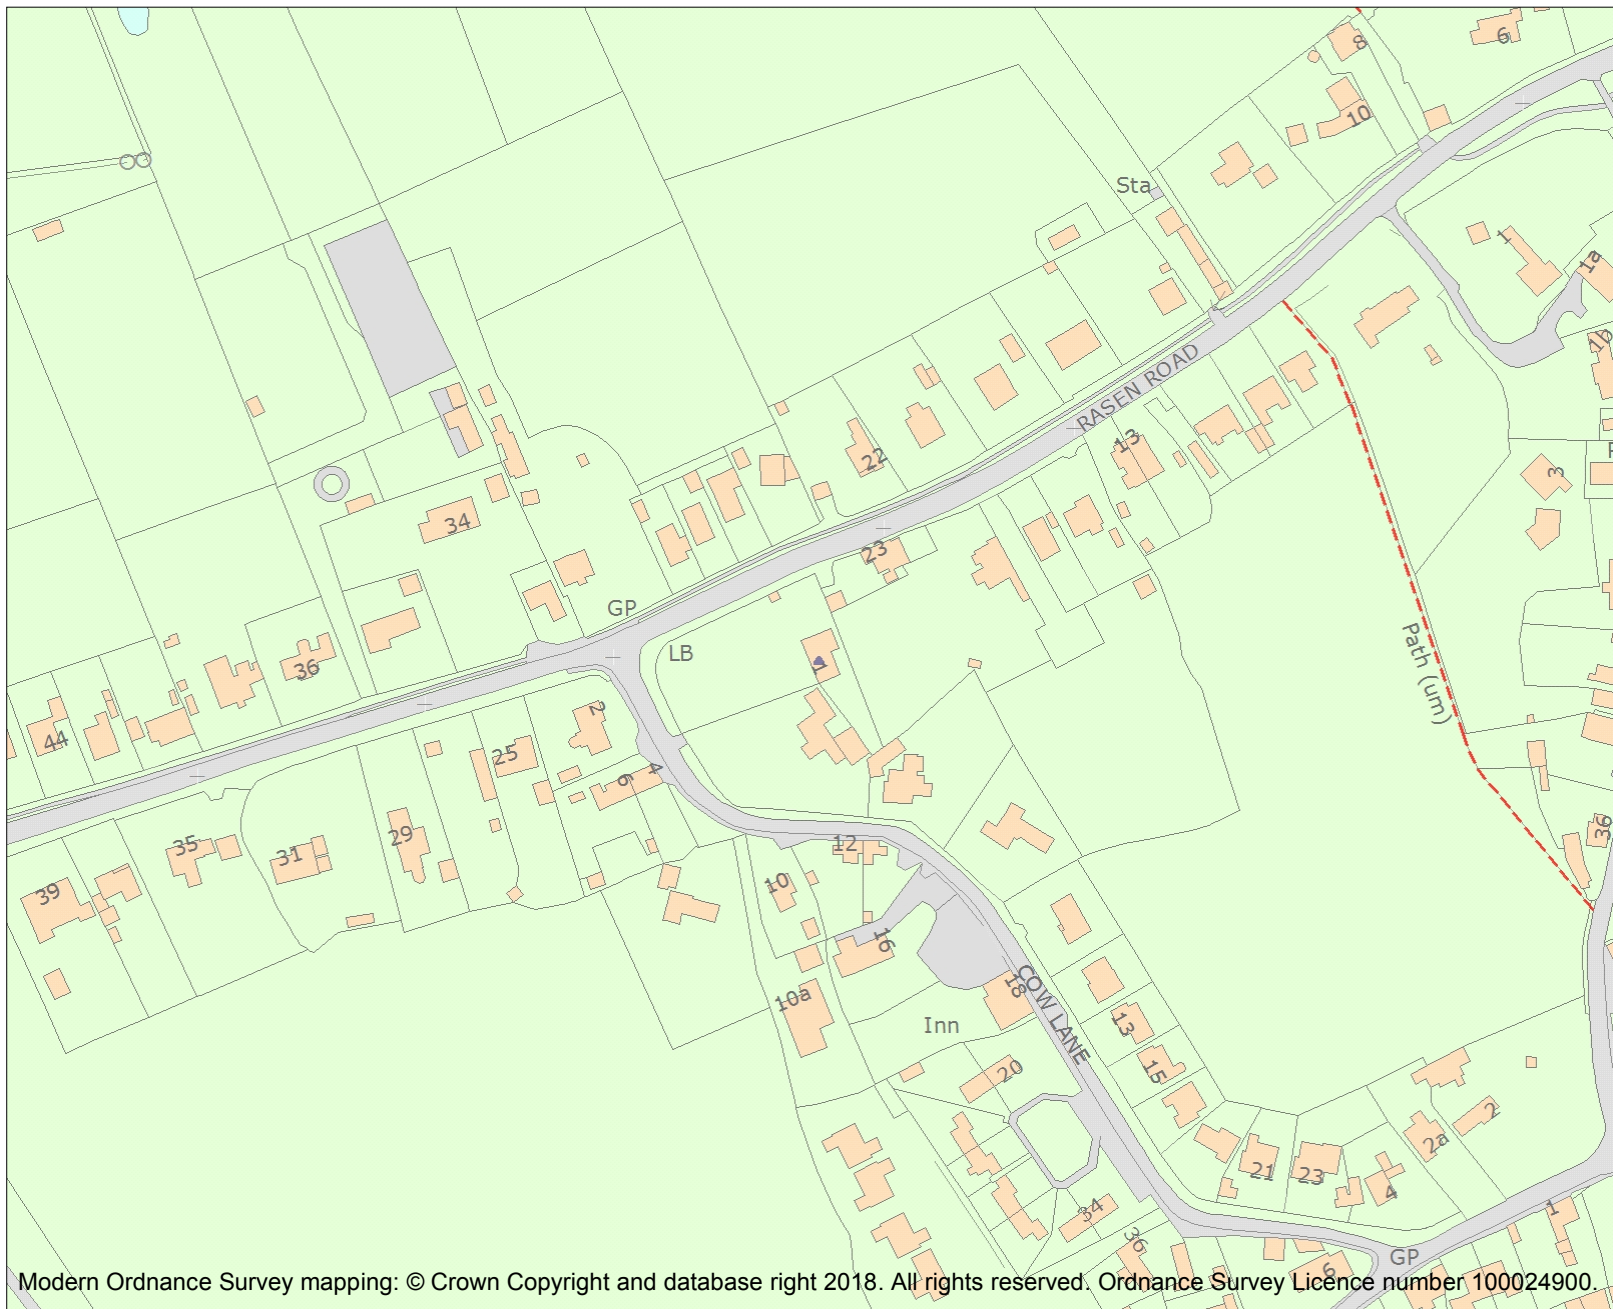 6
8
10
Sta
1
1a
1b
RASEN ROAD
13
22
3
34
23
GP
LB
1
Path (um)
36
44
2
25
4
6
29
35
31
39
12
10
36
16
10a
18
COW LANE
Inn
13
15
20
2
2a
21
23
4
34
1
36
GP
6
Modern Ordnance Survey mapping: © Crown Copyright and database right 2018. All rights reserved. Ordnance Survey Licence number 100024900.